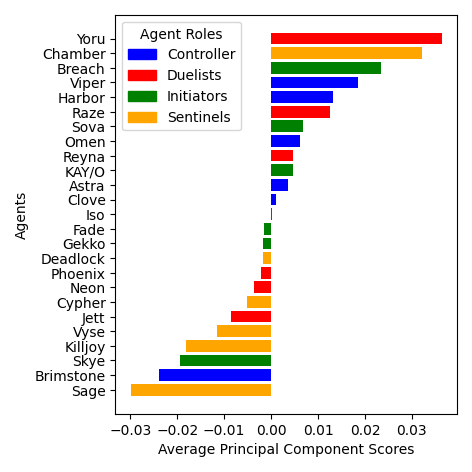 Agent Roles
Controller
Duelists
Initiators
Sentinels
Yoru
Chamber
Breach
Viper
Harbor
Raze
Sova
Omen
Reyna
KAY/O
Astra
Clove
Iso
Fade
Gekko
Deadlock
Phoenix
Neon
Cypher
Jett
Vyse
Killjoy
Skye
Brimstone
Sage
Agents
−0.03 −0.02 −0.01 0.00 0.01 0.02 0.03
Average Principal Component Scores